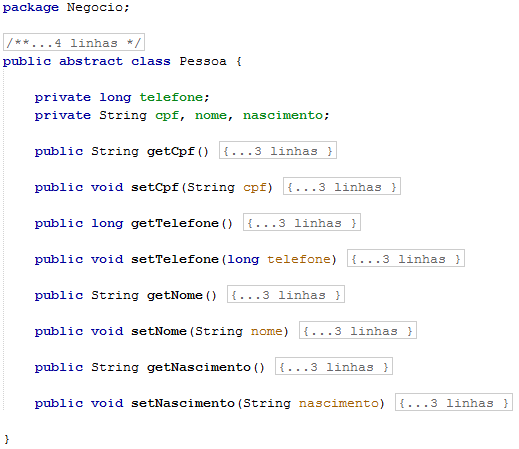 package Negocio;
/**...4 linhas */
public abstract class Pessoa {
private long telefone;
private String cpf, nome, nascimento;
public String getCpf() {...3 linhas }
public void setCpf(String cpf) {...3 linhas }
public long getTelefone() {...3 linhas }
public void setTelefone(long telefone) {...3 linhas }
public String getNome() {...3 linhas }
public void setNome(String nome) {...3 linhas }
public String getNascimento() {...3 linhas }
public void setNascimento(String nascimento) {...3 linhas }
}